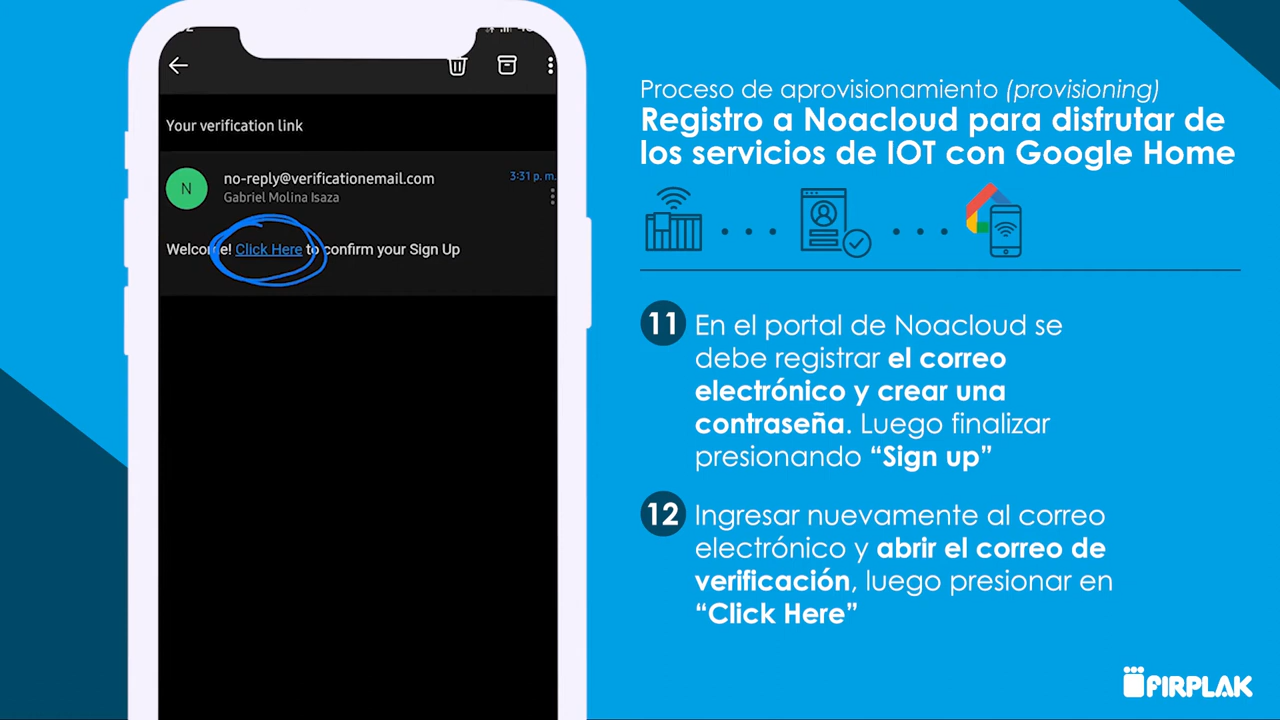 Your verification link
N
no-reply@verificationemail.com
3:31 p. m.
Gabriel Molina Isaza
Welcome! Click Here to confirm your Sign Up
Proceso de aprovisionamiento (provisioning)
Registro a Noacloud para disfrutar de
los servicios de IOT con Google Home
11 En el portal de Noacloud se
debe registrar el correo
electrónico y crear una
contraseña. Luego finalizar
presionando “Sign up”
12 Ingresar nuevamente al correo
electrónico y abrir el correo de
verificación, luego presionar en
“Click Here”
FIRPLAK